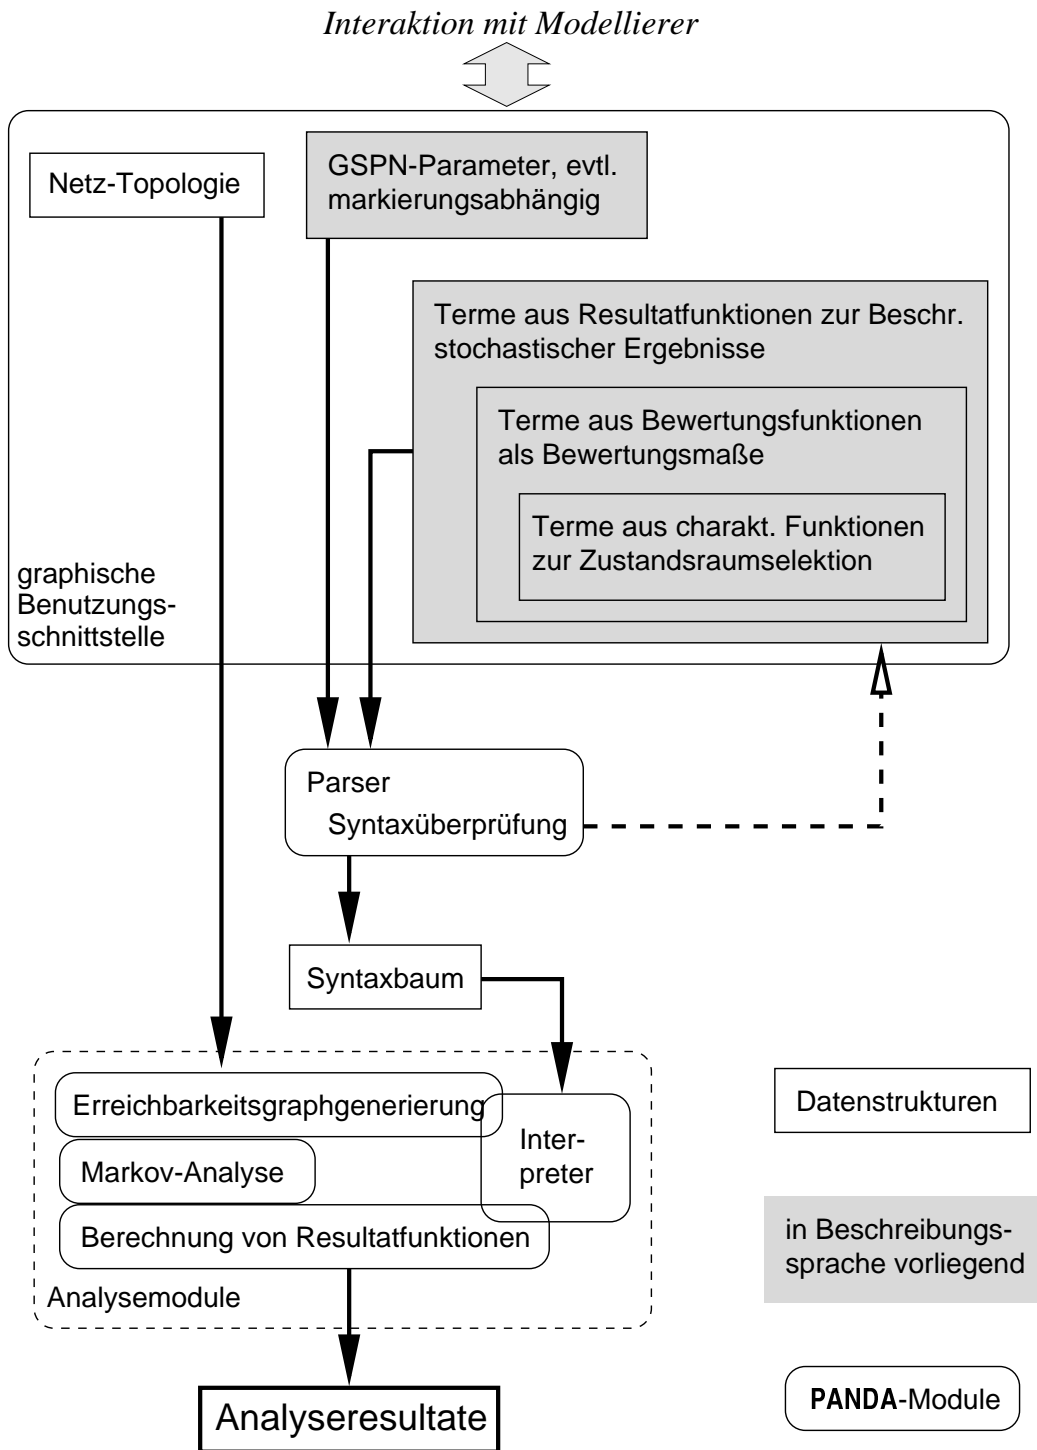 Interaktion mit Modellierer
Netz-Topologie
GSPN-Parameter, evtl.
markierungsabhängig
Terme aus Resultatfunktionen zur Beschr.
stochastischer Ergebnisse
Terme aus Bewertungsfunktionen
als Bewertungsmaße
Terme aus charakt. Funktionen
zur Zustandsraumselektion
graphische
Benutzungs-
schnittstelle
Parser
Syntaxüberprüfung
Syntaxbaum
Erreichbarkeitsgraphgenerierung
Markov-Analyse
Berechnung von Resultatfunktionen
Inter-
preter
Analysemodule
Analyseresultate
Datenstrukturen
in Beschreibungs-
sprache vorliegend
PANDA-Module